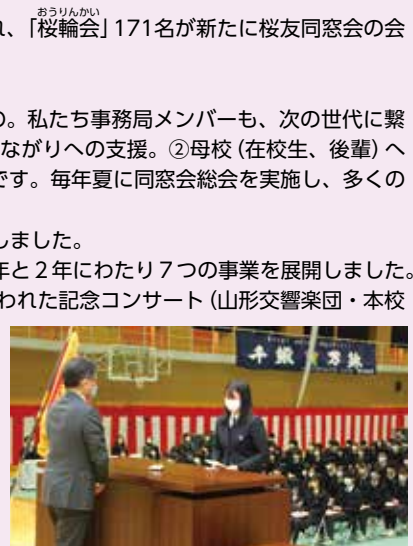 れ、「桜輪会」171名が新たに桜友同窓会の会
おうりんかい
の。私たち事務局メンバーも、次の世代に繋
ながりへの支援。②母校（在校生、後輩）へ
です。毎年夏に同窓会総会を実施し、多くの
しました。
年と２年にわたり７つの事業を展開しました。
われた記念コンサート（山形交響楽団・本校
千鍛万錬